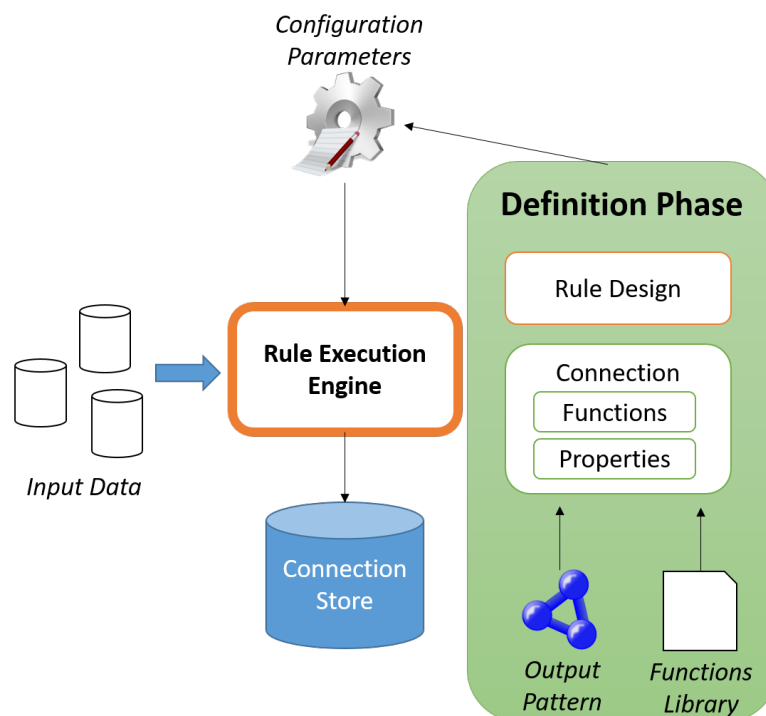 Configuration
Parameters
Definition Phase
Rule Design
Rule Execution
Engine
Connection
Functions
Properties
Input Data
Connection
Store
Output
Pattern
Functions
Library